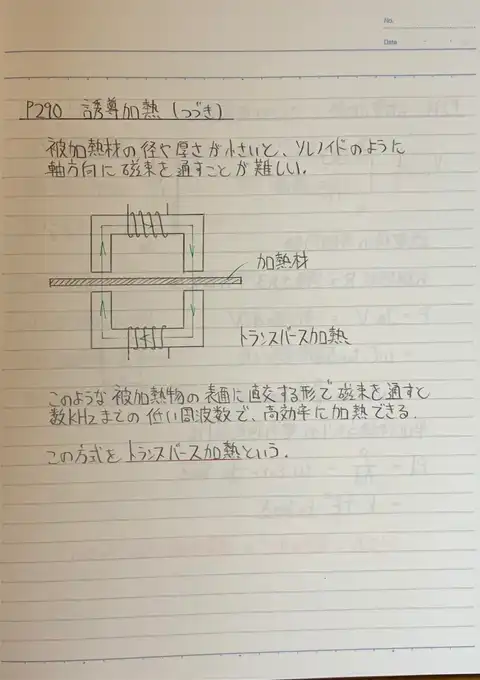 No.
Date
P290 誘導加熱 (つづき)
被加熱材の径や厚さが小さいと、ソレノイドのように
軸方向に磁束を通すことが難しい。
加熱材
トランスバース加熱
このような被加熱物の表面に直交する形で磁束を通すと
数kHzまでの低い周波数で、高効率に加熱できる.
この方式をトランスバース加熱という.